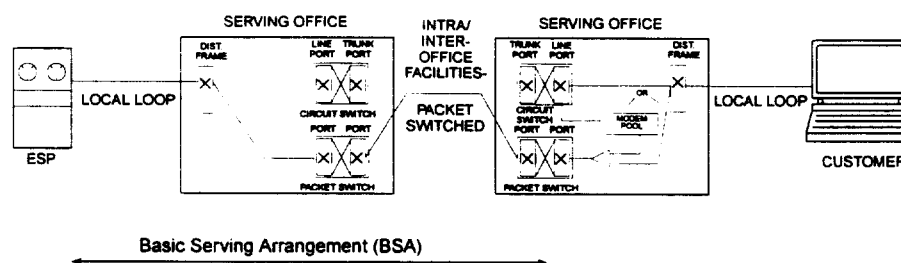 SERVING OFFICE
INTRA/
INTER-
OFFICE
FACILITIES-
PACKET
SWITCHED
SERVING OFFICE
DIST.
FRAME
LINE
PORT
TRUNK
PORT
CIRCUIT SWITCH
PORT
PORT
PACKET SWITCH
LOCAL LOOP
ESP
TRUNK
PORT
LINE
PORT
DIST.
FRAME
OR
CIRCUIT
SWITCH
MODEM
POOL
PORT
PORT
PACKET SWITCH
LOCAL LOOP
CUSTOMER
Basic Serving Arrangement (BSA)